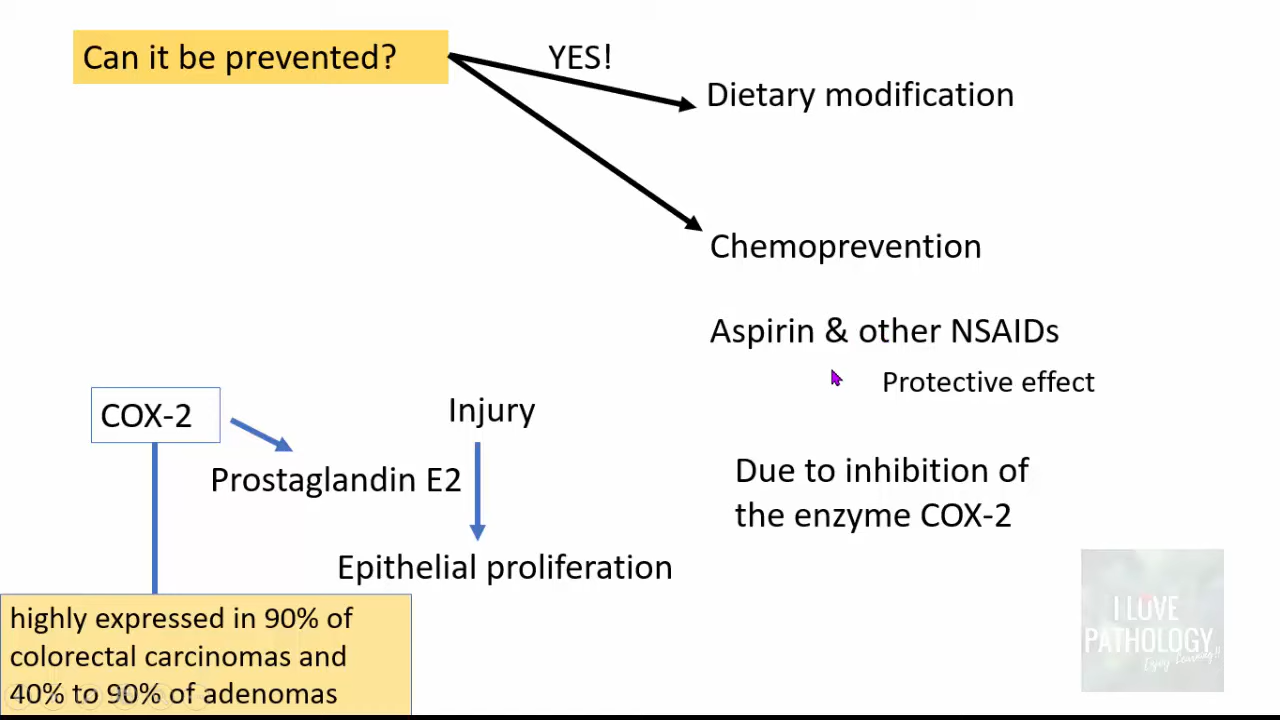 Can it be prevented?
YES!
Dietary modification
Chemoprevention
Aspirin & other NSAIDs
Protective effect
COX-2
Injury
Prostaglandin E2
Due to inhibition of
the enzyme COX-2
Epithelial proliferation
highly expressed in 90% of
colorectal carcinomas and
40% to 90% of adenomas
I LOVE
PATHOLOGY
Enjoy Learning!!